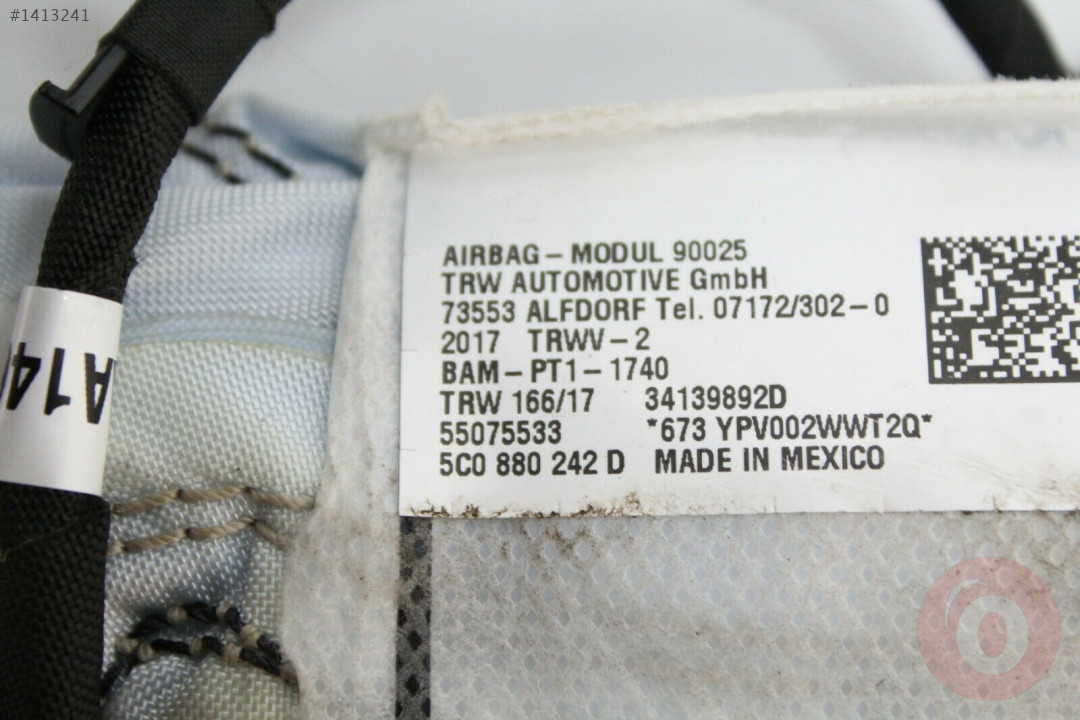 #1413241
AIRBAG – MODUL 90025
TRW AUTOMOTIVE GmbH
73553 ALFDORF Tel. 07172/302 – 0
2017 TRWV – 2
BAM – PT1 – 1740
TRW 166/17 34139892D
55075533 *673 YPV002WWT2Q*
5C0 880 242 D MADE IN MEXICO
A14